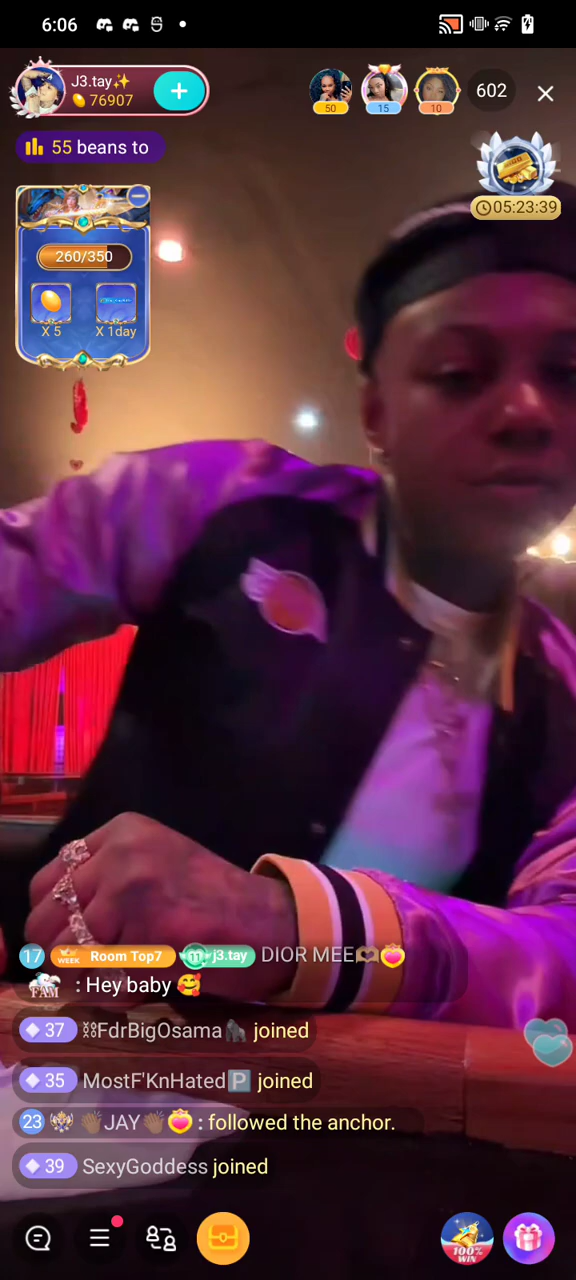 6:06
J3.tay✨
76907
50
15
10
602
55 beans to
05:23:39
260/350
X 5
X 1day
17 WEEK Room Top7 j3.tay DIOR MEE🫶🏽
FAM : Hey baby 🥰
37 ⛓FdrBigOsama🦍 joined
35 MostF'KnHated🅿️ joined
23 👏🏽JAY👏🏽 : followed the anchor.
39 SexyGoddess joined
100% WIN